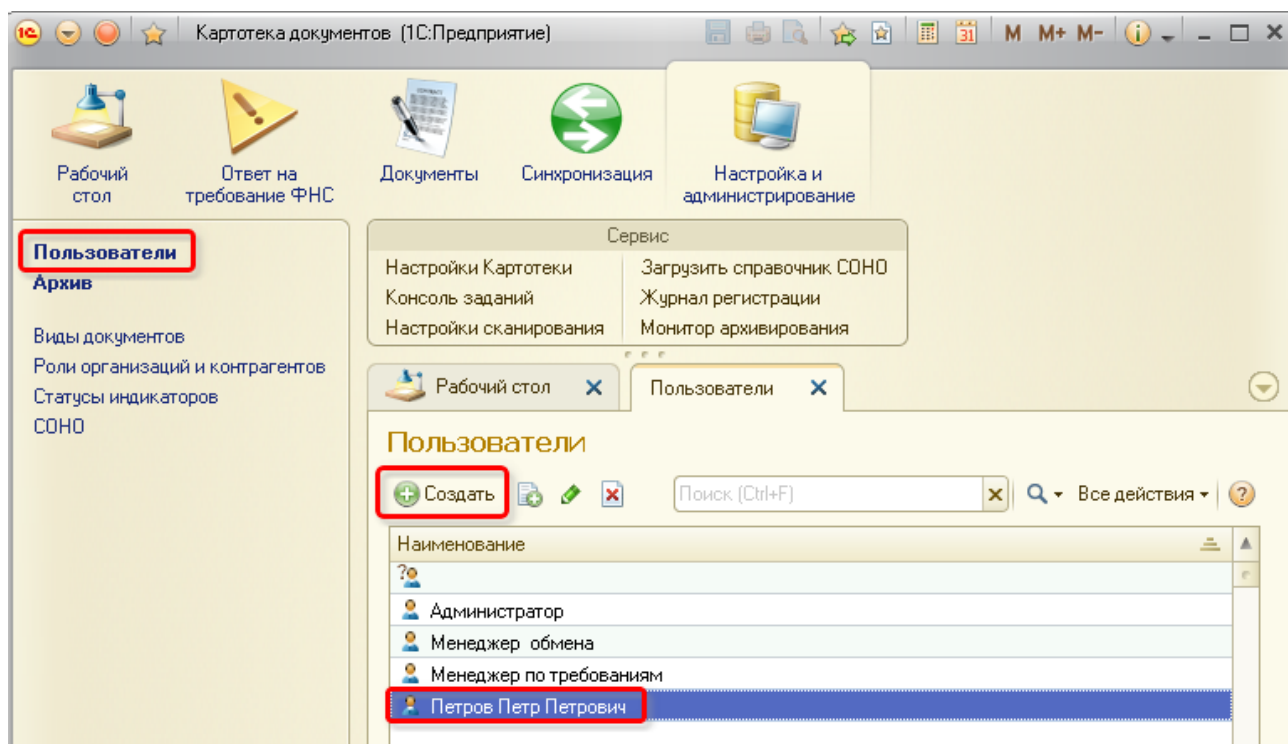 Картотека документов (1С:Предприятие)
31 M M+ M-
Рабочий стол
Ответ на требование ФНС
Документы
Синхронизация
Настройка и администрирование
Пользователи
Архив
Виды документов
Роли организаций и контрагентов
Статусы индикаторов
СОНО
Сервис
Настройки Картотеки
Загрузить справочник СОНО
Консоль заданий
Журнал регистрации
Настройки сканирования
Монитор архивирования
Рабочий стол
Пользователи
Пользователи
Создать
Поиск (Ctrl+F)
Все действия
?
Наименование
?
Администратор
Менеджер обмена
Менеджер по требованиям
Петров Петр Петрович